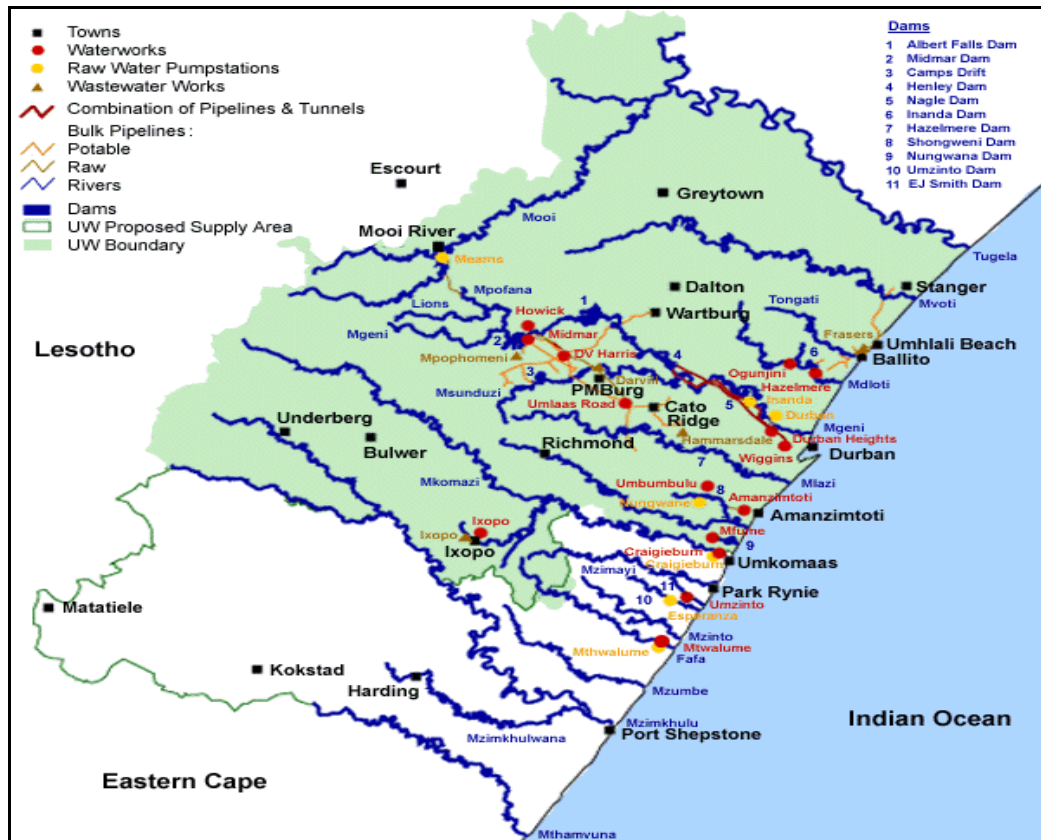 Towns
Waterworks
Raw Water Pumpstations
Wastewater Works
Combination of Pipelines & Tunnels
Bulk Pipelines :
Potable
Raw
Rivers
Dams
UW Proposed Supply Area
UW Boundary
Dams
1 Albert Falls Dam
2 Midmar Dam
3 Camps Drift
4 Henley Dam
5 Nagle Dam
6 Inanda Dam
7 Hazelmere Dam
8 Shongweni Dam
9 Nungwana Dam
10 Umzinto Dam
11 EJ Smith Dam
Escourt
Greytown
Mooi
Mooi River
Mearns
Tugela
Mpofana
Dalton
Stanger
Lions
Tongati
Mvoti
Howick
1
Wartburg
Mgeni
Frasers
Lesotho
2
Midmar
Umhlali Beach
Mpophomeni
DV Harris
4
6
Ballito
Ogunjini
3
Darvill
Mdloti
Msunduzi
PMBurg
Hazelmere
Inanda
Umlaas Road
Cato
Ridge
5
Durban
Underberg
Mgeni
Hammarsdale
Durban Heights
Richmond
Durban
Bulwer
Wiggins
7
Mkomazi
Umbumbulu
Mlazi
8
Nungwane
Amanzimtoti
Amanzimtoti
Ixopo
Ixopo
Mfume
Ixopo
9
Craigieburn
Umkomaas
Craigieburn
Mzimayi
11
Park Rynie
Matatiele
10
Umzinto
Esperanza
Mzinto
Mtwalume
Mthwalume
Fafa
Kokstad
Harding
Mzumbe
Indian Ocean
Mzimkhulu
Port Shepstone
Mzimkhulwana
Eastern Cape
Mthamvuna